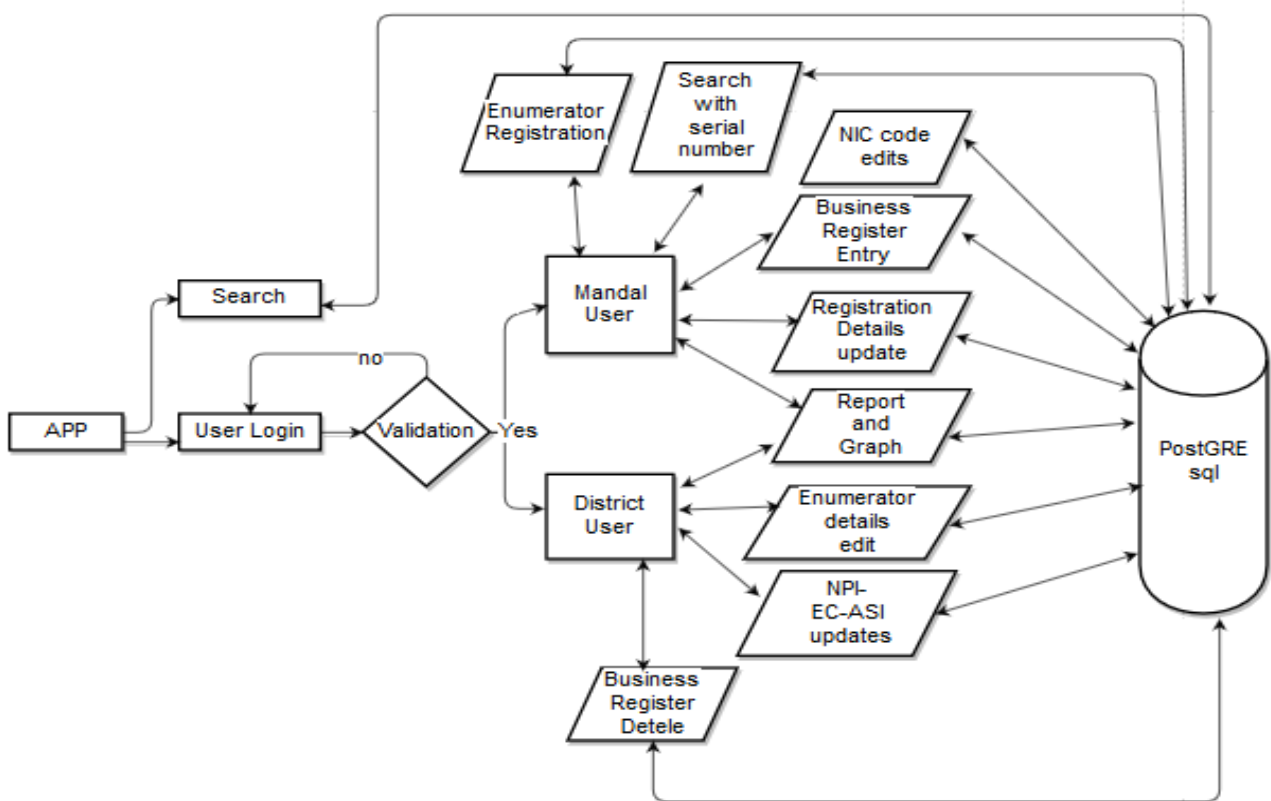 Enumerator
Registration
Search
with
serial
number
NIC code
edits
Business
Register
Entry
Search
Mandal
User
Registration
Details
update
no
APP
User Login
Validation
Yes
Report
and
Graph
PostGRE
sql
District
User
Enumerator
details
edit
NPI-
EC-ASI
updates
Business
Register
Detele